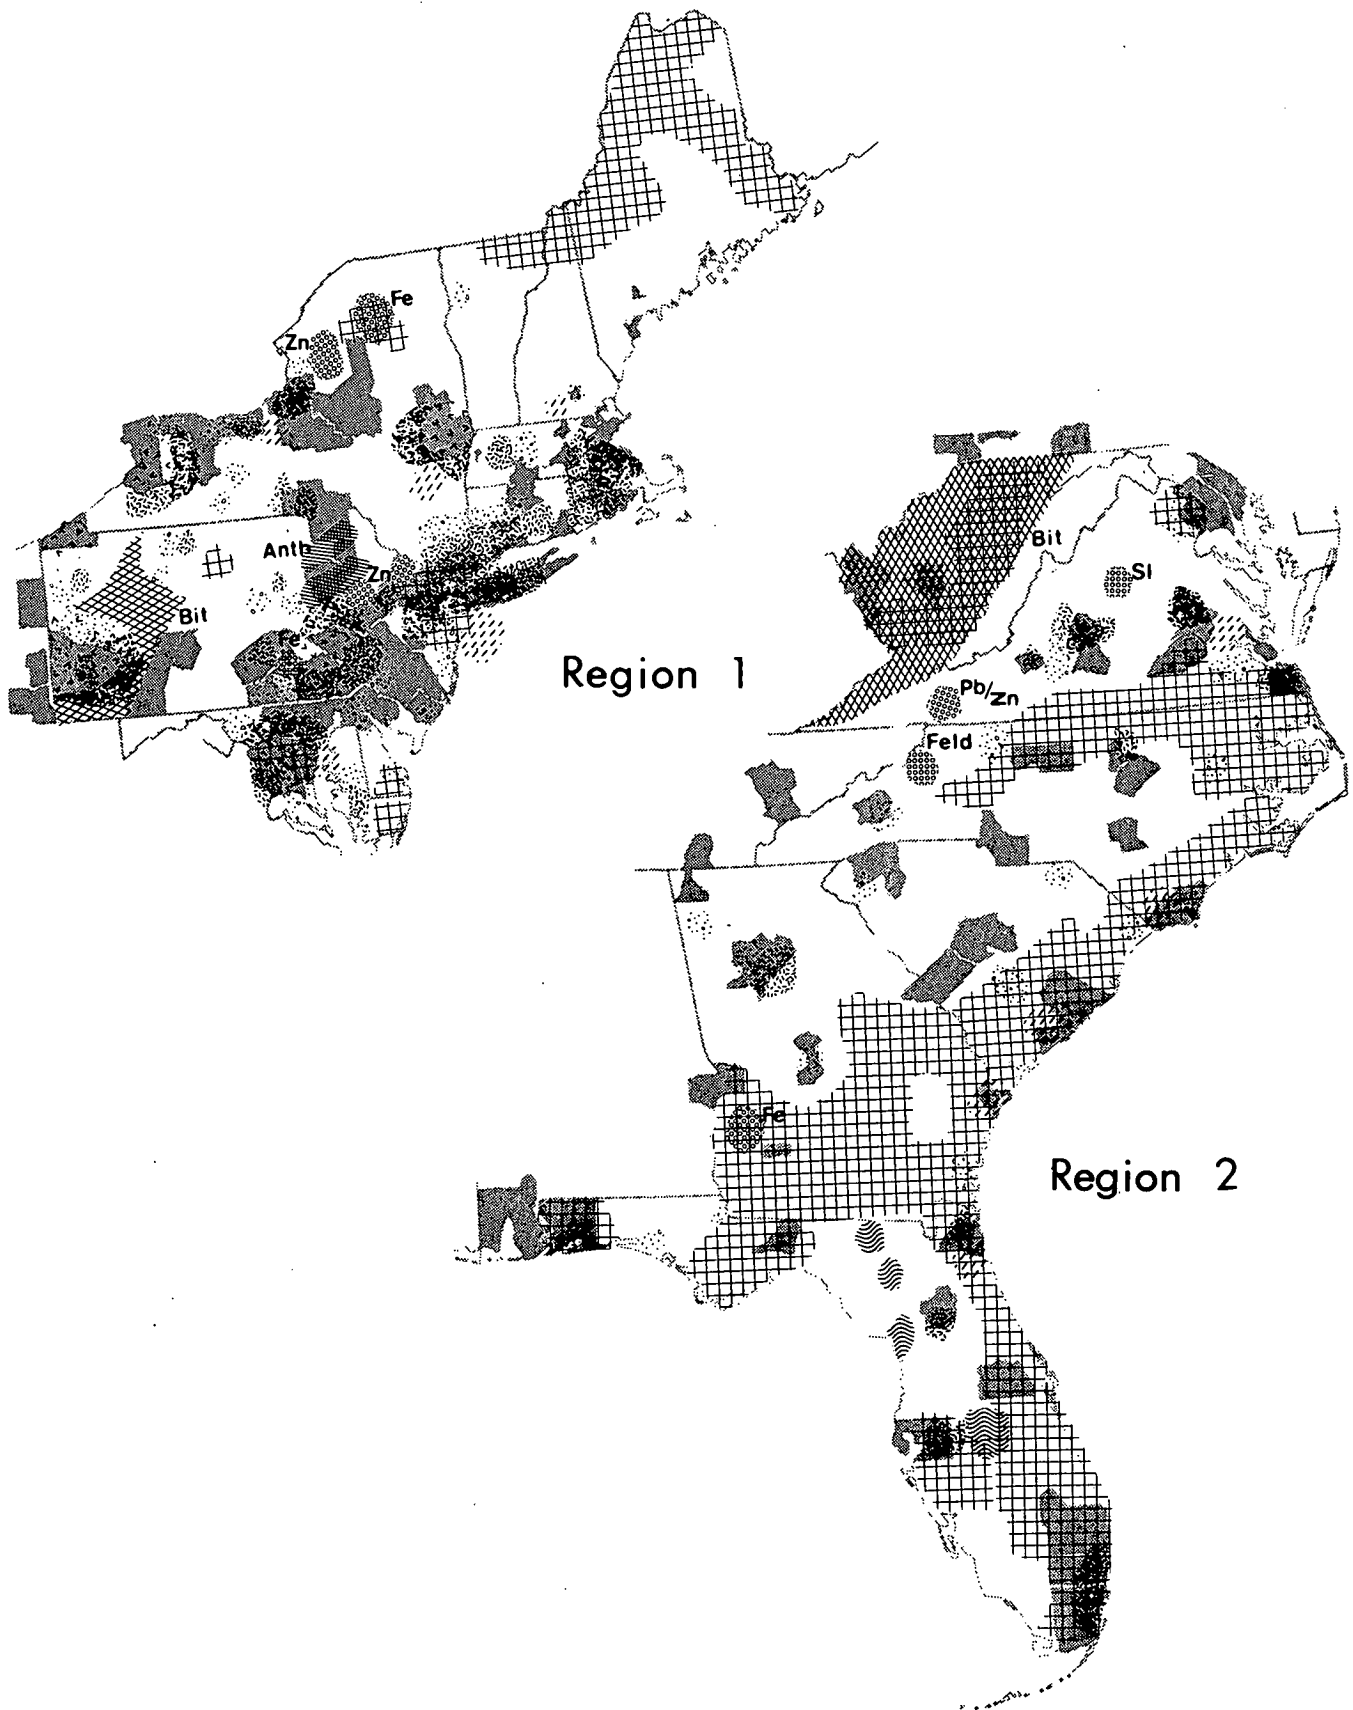 Fe
Zn
Anth
Zn
Bit
Fe
Region 1
Bit
Sl
Pb/Zn
Feld
Fe
Region 2